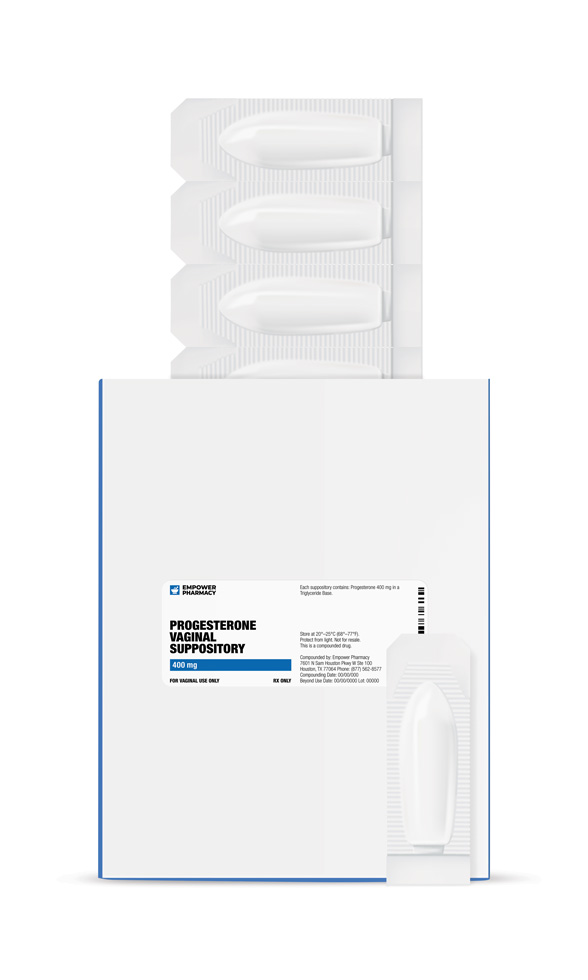 EMPOWER
PHARMACY
PROGESTERONE
VAGINAL
SUPPOSITORY
400 mg
FOR VAGINAL USE ONLY
RX ONLY
Each suppository contains: Progesterone 400 mg in a
Triglyceride Base.
Store at 20°–25°C (68°–77°F).
Protect from light. Not for resale.
This is a compounded drug.
Compounded by: Empower Pharmacy
7601 N Sam Houston Pkwy W Ste 100
Houston, TX 77064 Phone: (877) 562-8577
Compounding Date: 00/00/000
Beyond Use Date: 00/00/0000 Lot: 00000